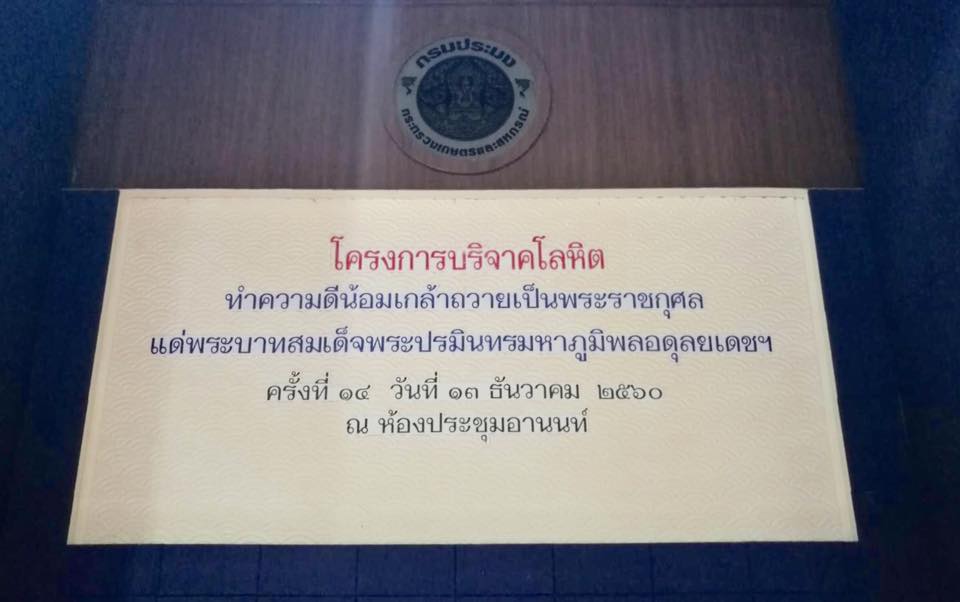 กรมประมง
กระทรวงเกษตรและสหกรณ์
โครงการบริจาคโลหิต
ทำความดีน้อมเกล้าถวายเป็นพระราชกุศล
แด่พระบาทสมเด็จพระปรมินทรมหาภูมิพลอดุลยเดชฯ
ครั้งที่ ๑๔ วันที่ ๑๓ ธันวาคม ๒๕๖๐
ณ ห้องประชุมอานนท์